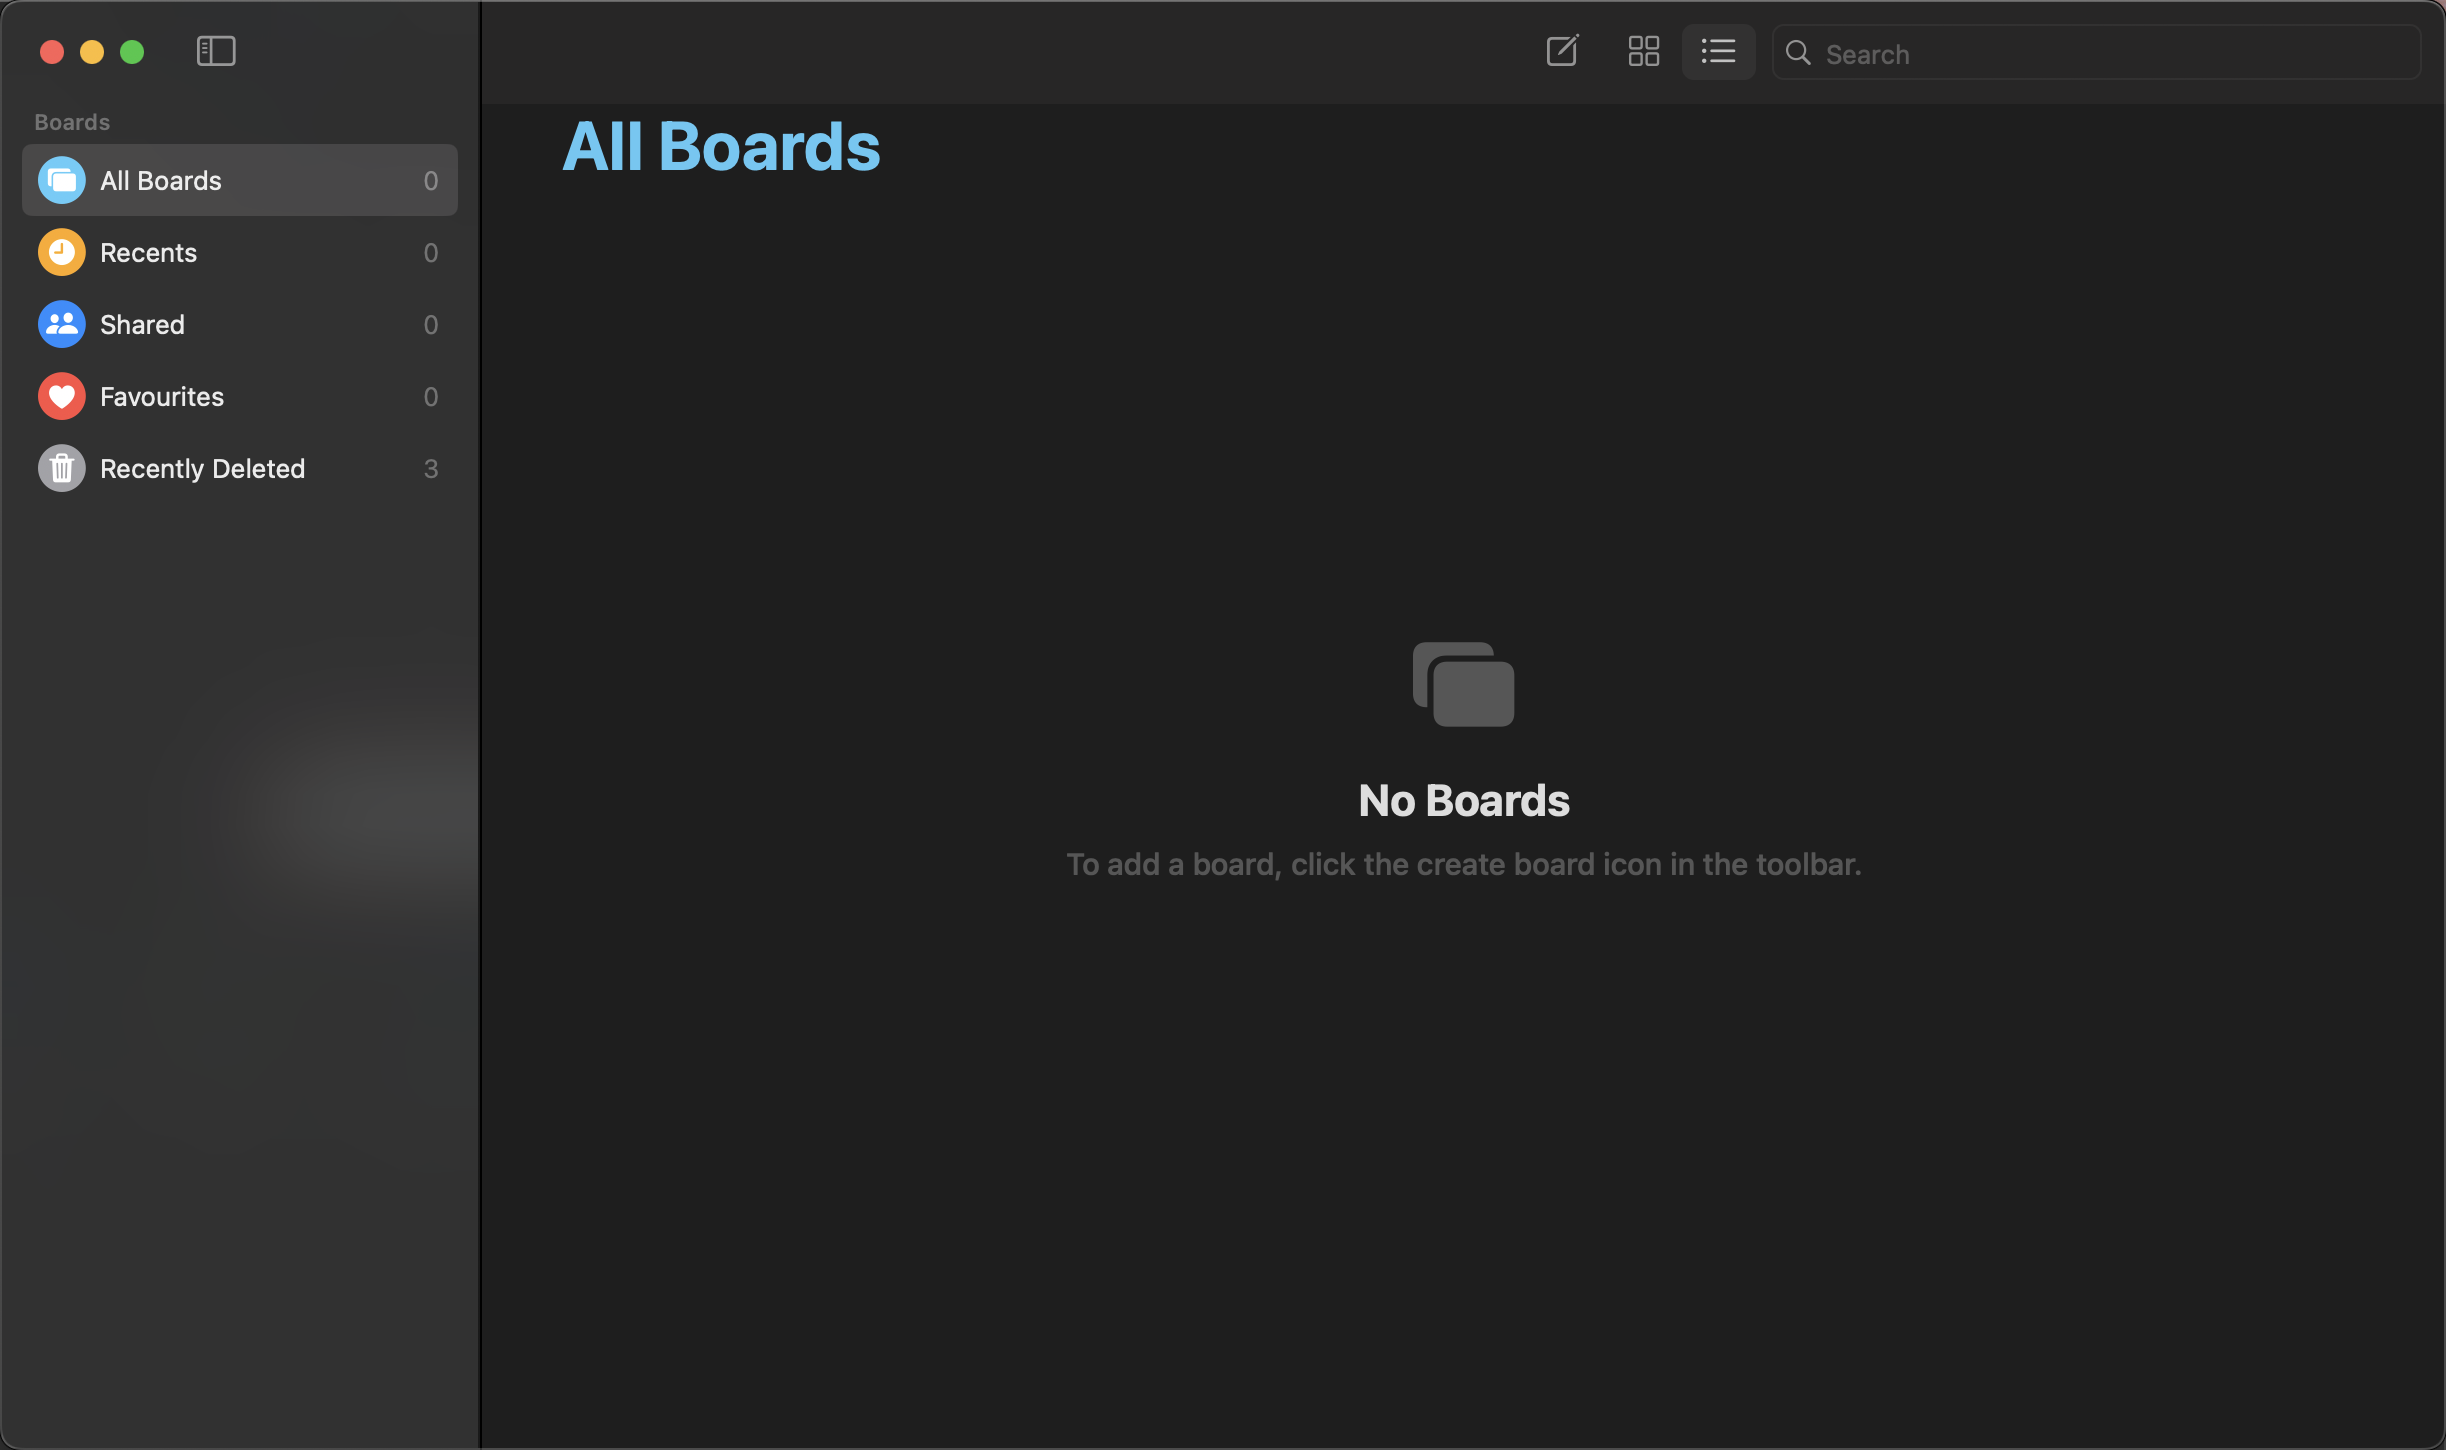 Search
Boards
All Boards 0
Recents 0
Shared 0
Favourites 0
Recently Deleted 3
All Boards
No Boards
To add a board, click the create board icon in the toolbar.